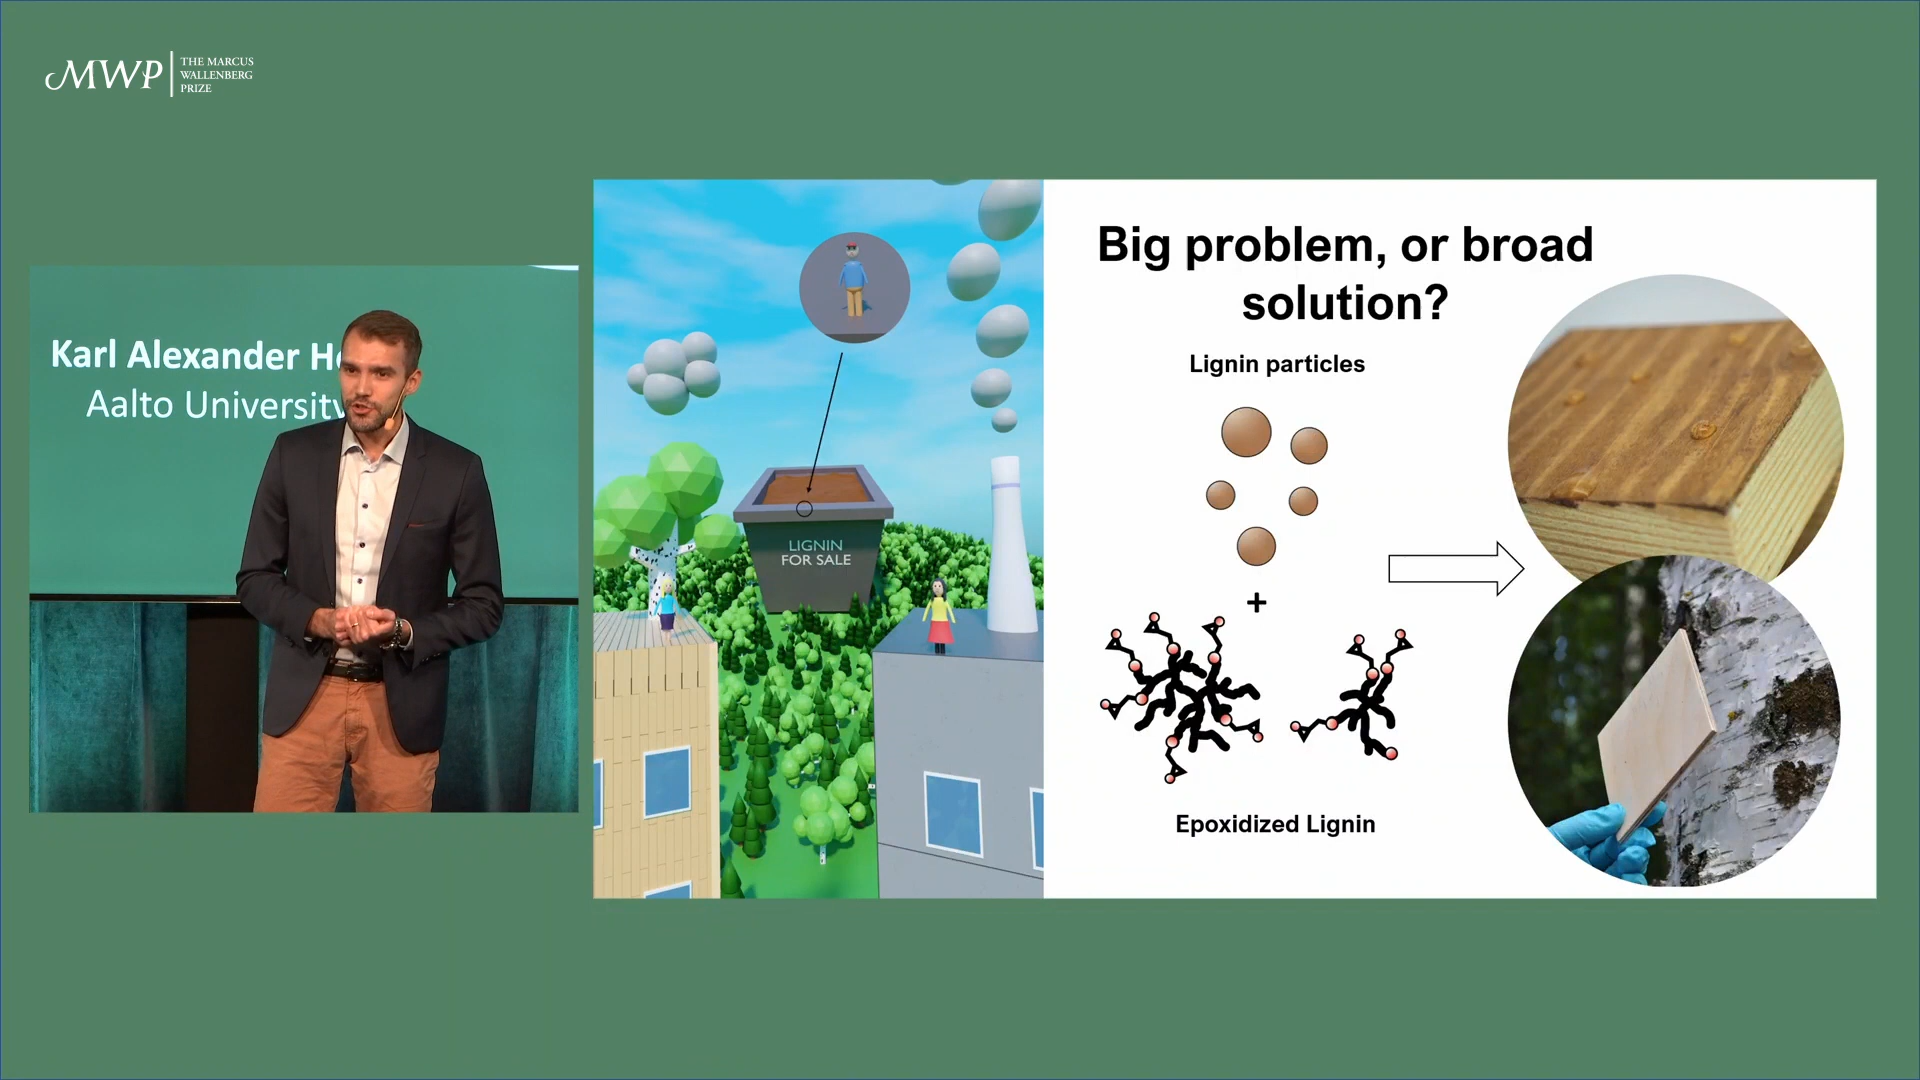 MWP
THE MARCUS
WALLENBERG
PRIZE
Karl Alexander
Aalto University
Big problem, or broad
solution?
Lignin particles
LIGNIN
FOR SALE
+
Epoxidized Lignin